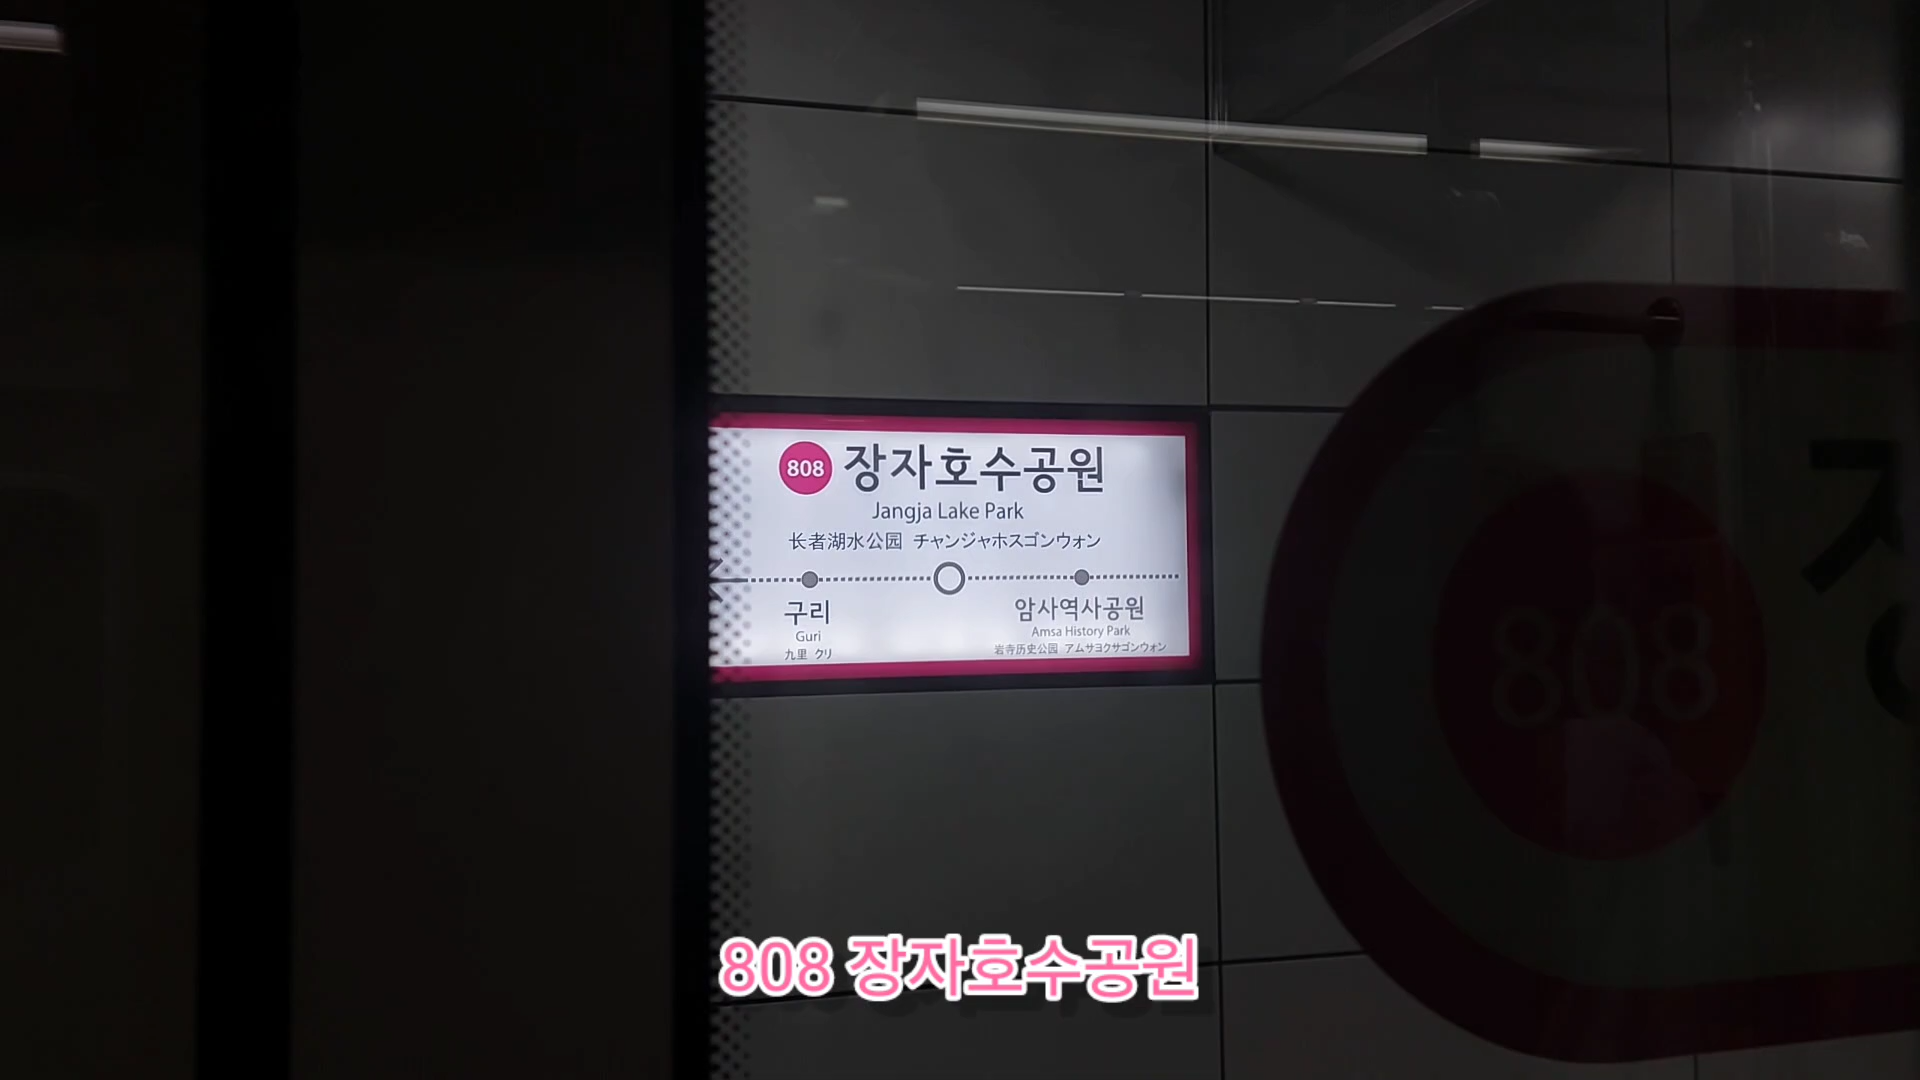 808 장자호수공원
Jangja Lake Park
长者湖水公园 チャンジャホスゴンウォン
구리
Guri
九里 クリ
암사역사공원
Amsa History Park
岩寺历史公园 アムサヨクサゴンウォン
808
808 장자호수공원